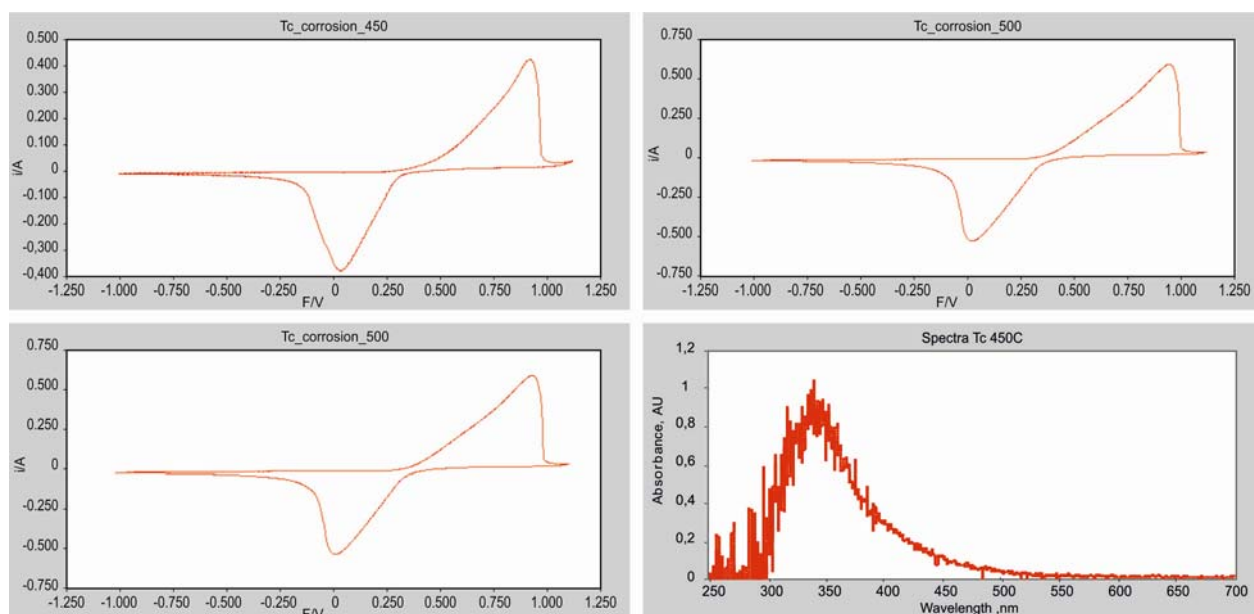 Tc_corrosion_450
0.500
0.400
0.300
0.200
0.100
0
-0.100
-0.200
-0.300
-0,400
i/A
-1.250 -1.000 -0.750 -0.500 -0.250 0 0.250 0.500 0.750 1.000 1.250
F/V
Tc_corrosion_500
0.750
0.500
0.250
0
-0.250
-0.500
-0.750
i/A
-1.250 -1.000 -0.750 -0.500 -0.250 0 0.250 0.500 0.750 1.000 1.250
F/V
Tc_corrosion_500
0.750
0.500
0.250
0
-0.250
-0.500
-0.750
i/A
-1.250 -1.000 -0.750 -0.500 -0.250 0 0.250 0.500 0.750 1.000 1.250
F/V
Spectra Tc 450C
1,2
1
0,8
0,6
0,4
0,2
0
Absorbance, AU
250 300 350 400 450 500 550 600 650 700
Wavelength ,nm